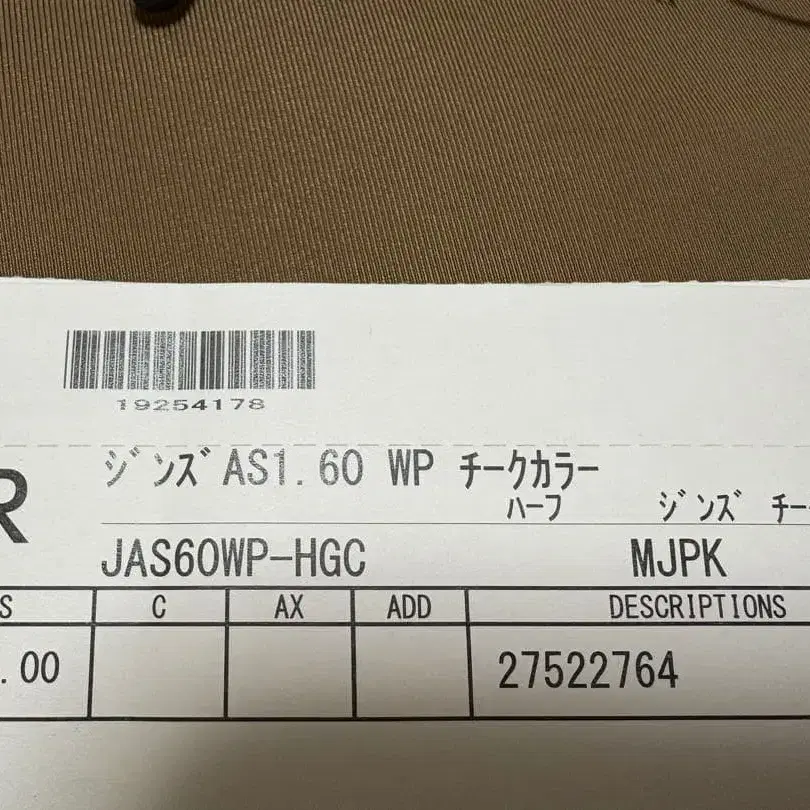 19254178
ｼﾞﾝｽﾞAS1.60 WP ﾁｰｸｶﾗｰ
ﾊｰﾌ ｼﾞﾝｽﾞ ﾁｰ
R JAS60WP-HGC MJPK
S C AX ADD DESCRIPTIONS
.00 27522764